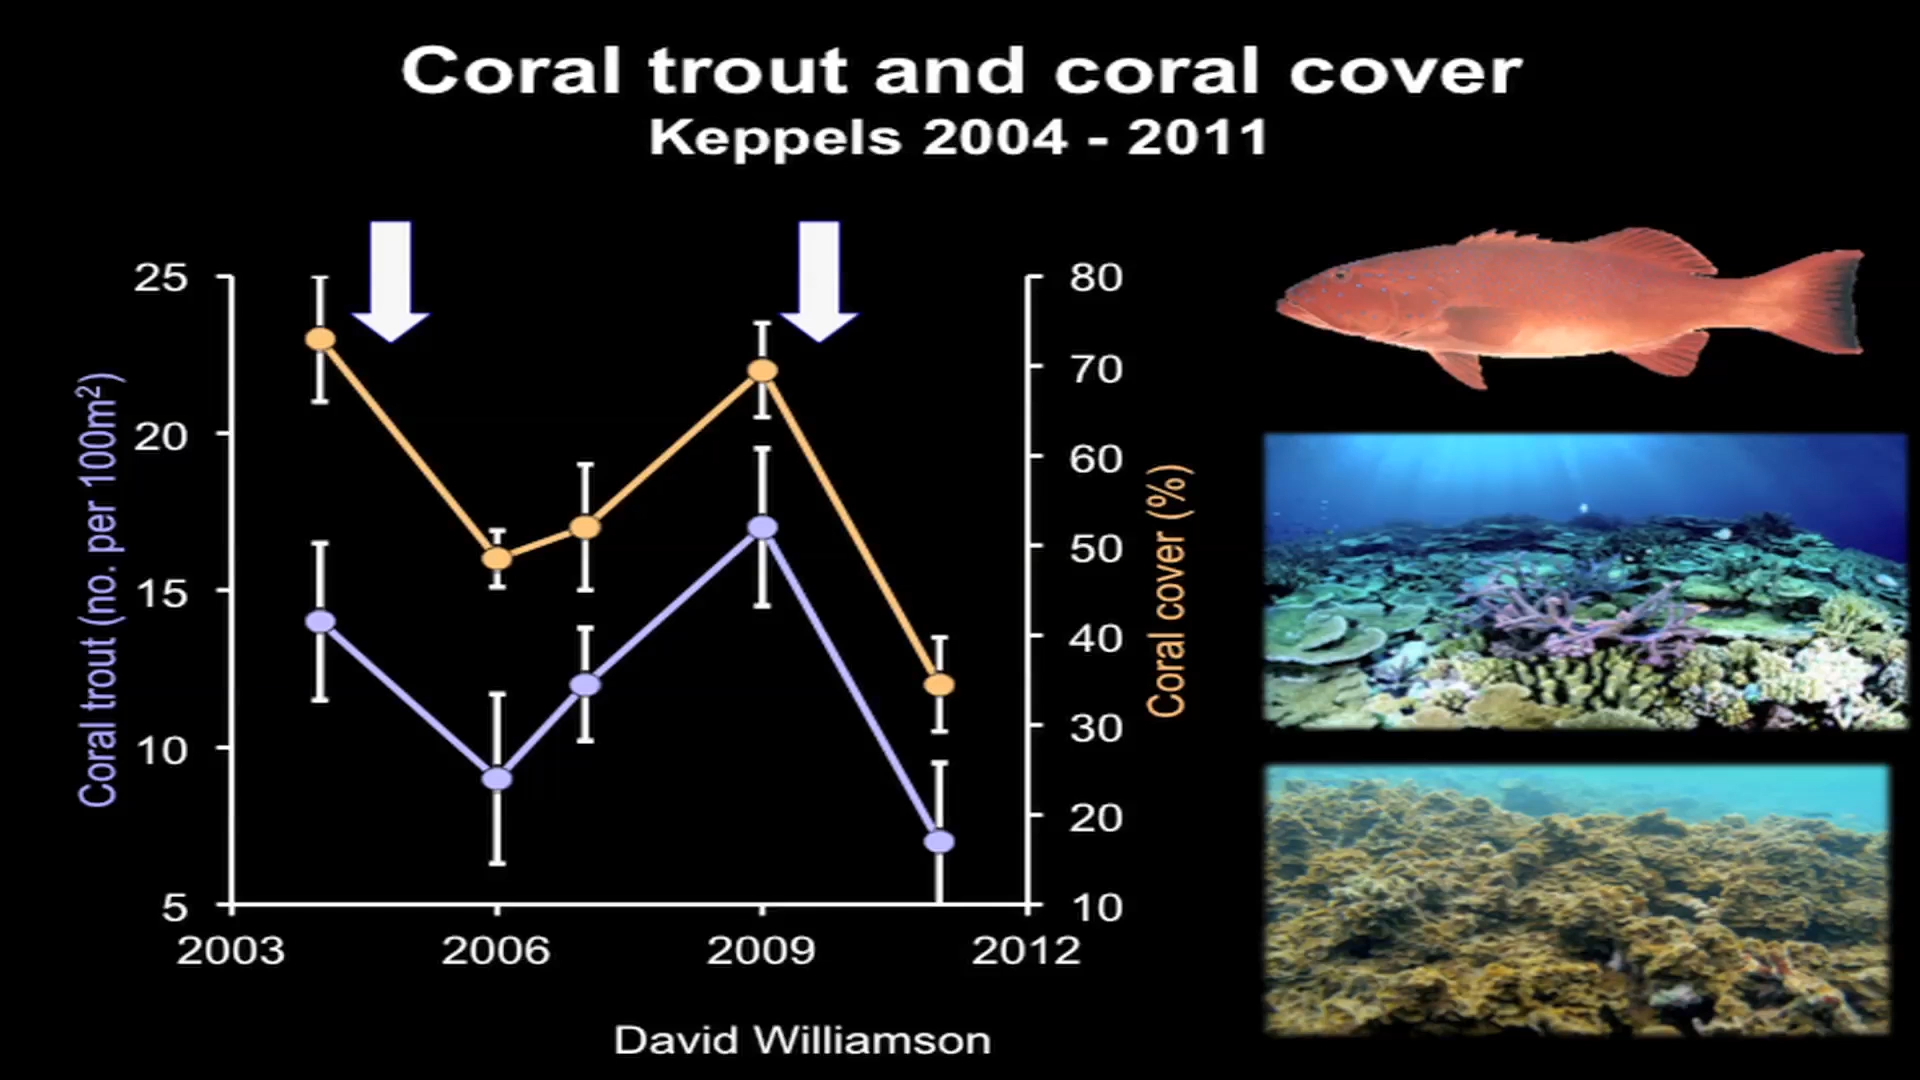 Coral trout and coral cover
Keppels 2004 - 2011
25
20
15
10
5
Coral trout (no. per 100m²)
80
70
60
50
40
30
20
10
Coral cover (%)
2003 2006 2009 2012
David Williamson